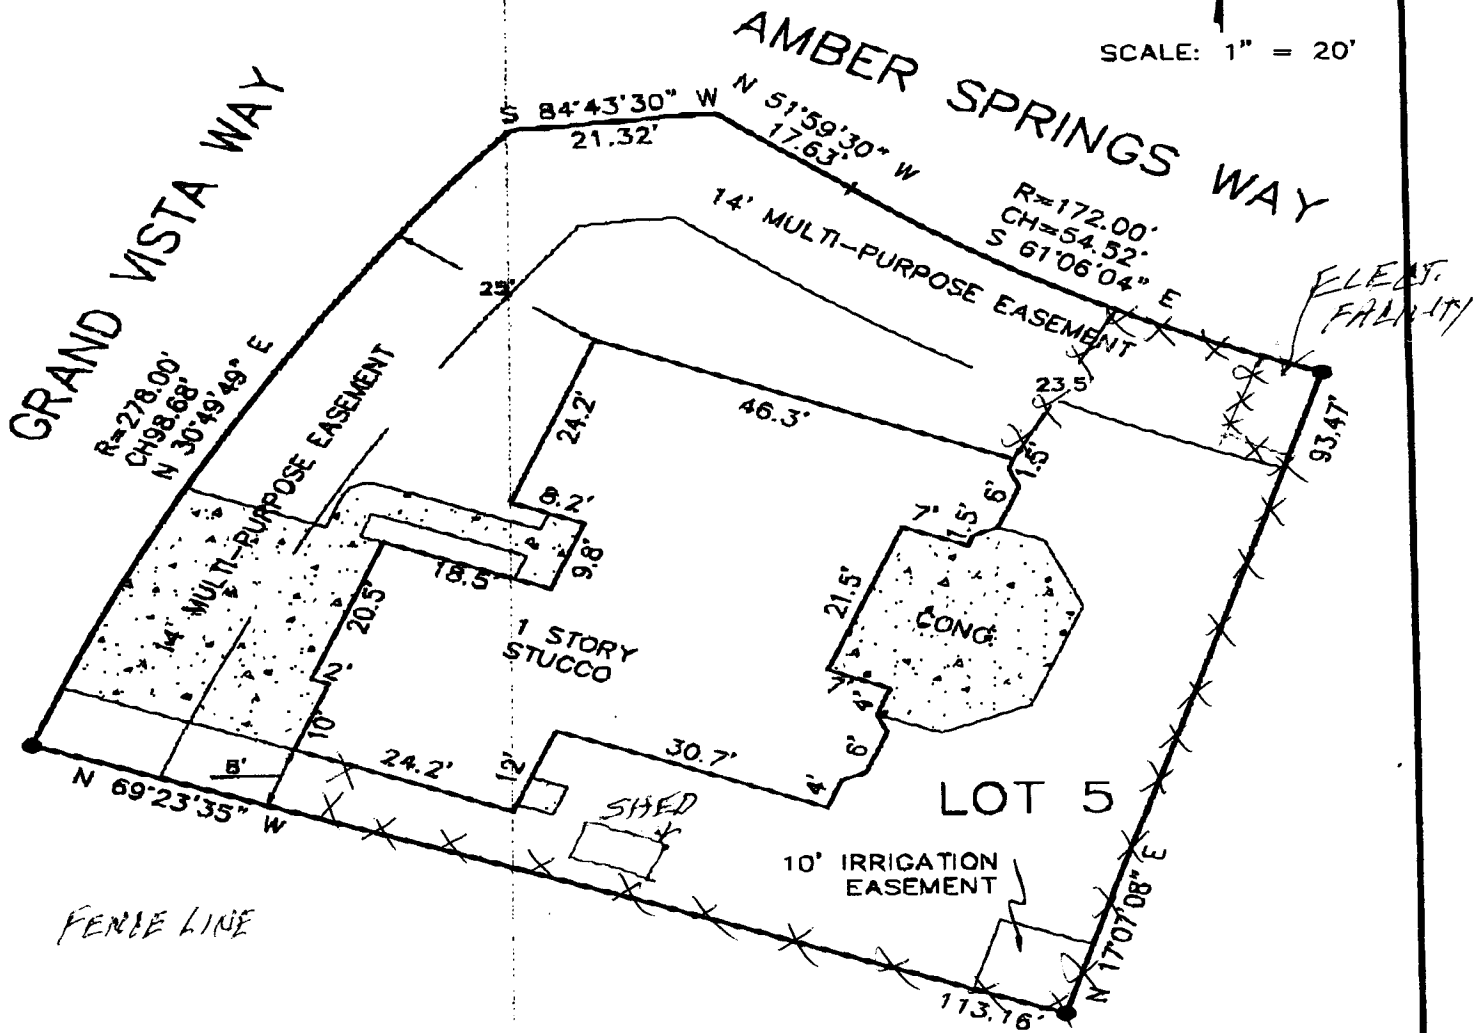 SCALE: 1" = 20'
AMBER SPRINGS WAY
GRAND VISTA WAY
S 84°43'30" W
21.32'
N 51°59'30" W
17.63'
R=172.00'
CH=54.52'
S 61°06'04" E
14' MULTI-PURPOSE EASEMENT
ELECT.
FACILITY
25'
R=278.00'
CH98.68'
N 30°49'49" E
14' MULTI-PURPOSE EASEMENT
24.2'
46.3'
23.5'
93.47'
1.5'
6'
1.5'
7'
8.2'
9.8'
18.5'
20.5'
21.5'
CONC.
1 STORY
STUCCO
2'
10'
7'
4'
6'
4'
8'
24.2'
12'
30.7'
N 69°23'35" W
SHED
LOT 5
10' IRRIGATION
EASEMENT
N 17°07'08" E
FENCE LINE
113.16'